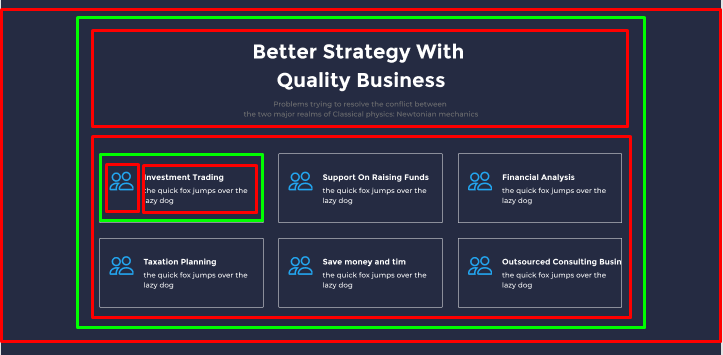 Better Strategy With
Quality Business
Problems trying to resolve the conflict between
the two major realms of Classical physics: Newtonian mechanics
Investment Trading
the quick fox jumps over the
lazy dog
Support On Raising Funds
the quick fox jumps over the
lazy dog
Financial Analysis
the quick fox jumps over the
lazy dog
Taxation Planning
the quick fox jumps over the
lazy dog
Save money and tim
the quick fox jumps over the
lazy dog
Outsourced Consulting Busin
the quick fox jumps over the
lazy dog